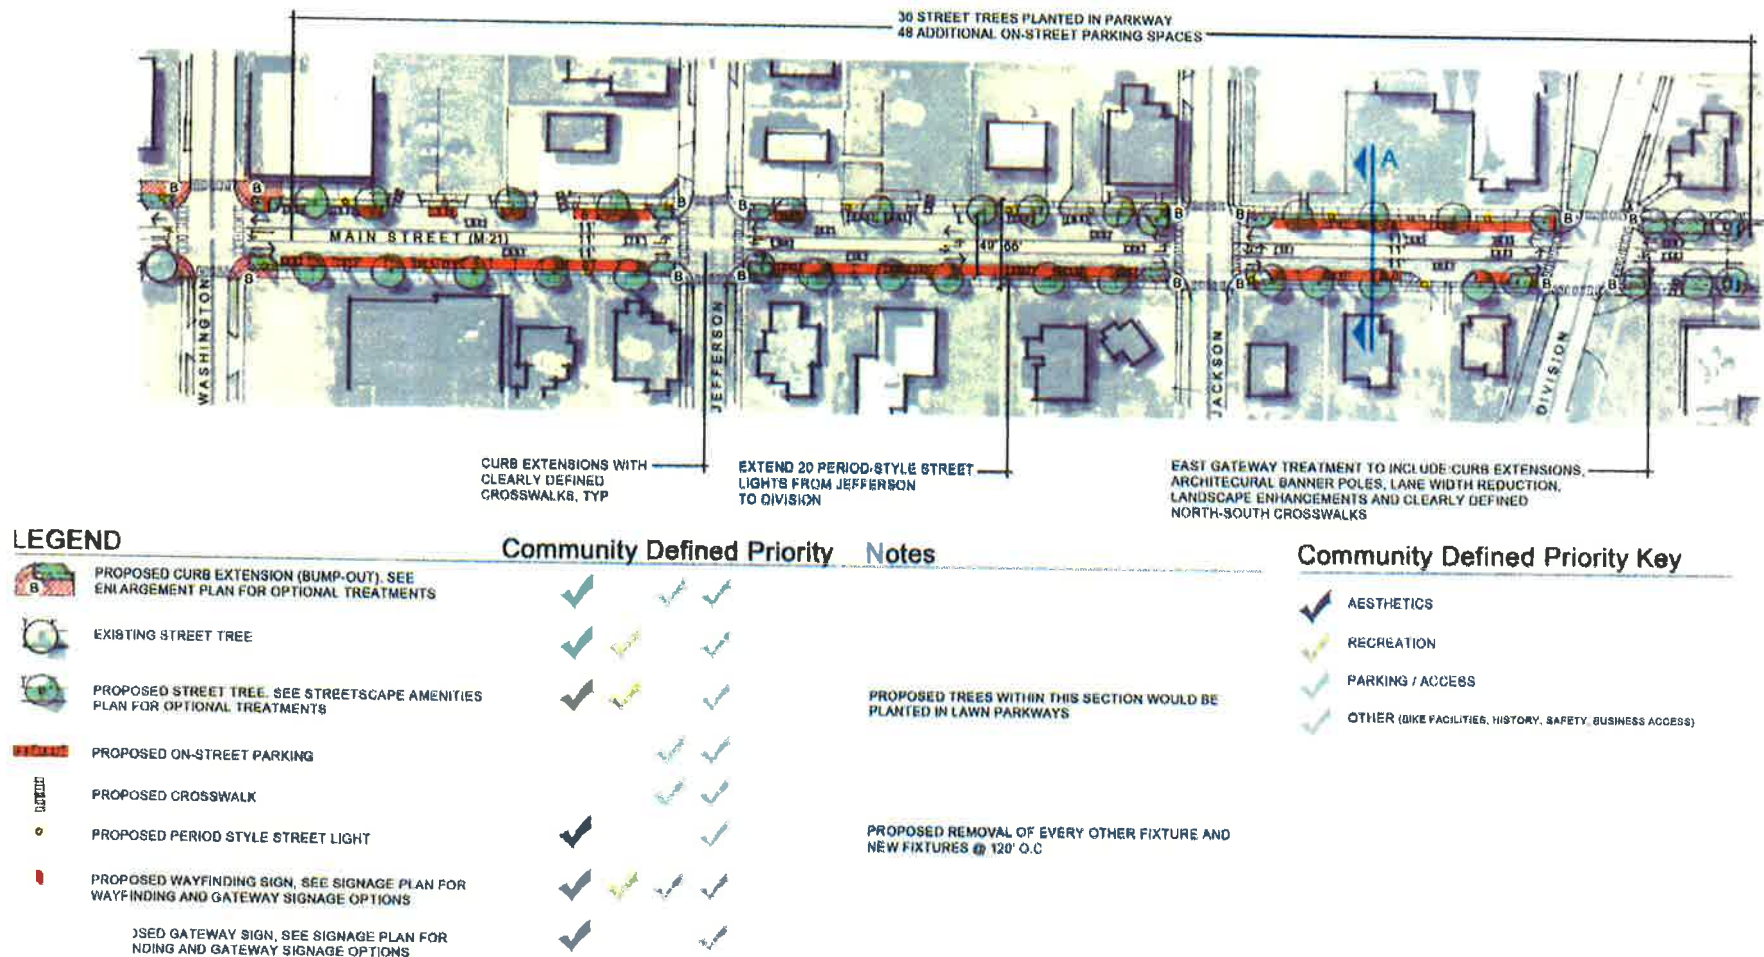 30 STREET TREES PLANTED IN PARKWAY
48 ADDITIONAL ON-STREET PARKING SPACES
A
B
B
B
B
B
B
B
B
MAIN STREET (M-21)
11'
49'
66'
11'
11'
11'
B
B
B
B
B
B
B
B
WASHINGTON
JEFFERSON
JACKSON
DIVISION
CURB EXTENSIONS WITH
CLEARLY DEFINED
CROSSWALKS, TYP
EXTEND 20 PERIOD-STYLE STREET
LIGHTS FROM JEFFERSON
TO DIVISION
EAST GATEWAY TREATMENT TO INCLUDE CURB EXTENSIONS,
ARCHITECURAL BANNER POLES, LANE WIDTH REDUCTION,
LANDSCAPE ENHANCEMENTS AND CLEARLY DEFINED
NORTH-SOUTH CROSSWALKS
LEGEND
Community Defined Priority
Notes
B
PROPOSED CURB EXTENSION (BUMP-OUT). SEE
ENLARGEMENT PLAN FOR OPTIONAL TREATMENTS
EXISTING STREET TREE
PROPOSED STREET TREE. SEE STREETSCAPE AMENITIES
PLAN FOR OPTIONAL TREATMENTS
PROPOSED TREES WITHIN THIS SECTION WOULD BE
PLANTED IN LAWN PARKWAYS
PROPOSED ON-STREET PARKING
PROPOSED CROSSWALK
PROPOSED PERIOD STYLE STREET LIGHT
PROPOSED REMOVAL OF EVERY OTHER FIXTURE AND
NEW FIXTURES @ 120' O.C
PROPOSED WAYFINDING SIGN, SEE SIGNAGE PLAN FOR
WAYFINDING AND GATEWAY SIGNAGE OPTIONS
OSED GATEWAY SIGN, SEE SIGNAGE PLAN FOR
NDING AND GATEWAY SIGNAGE OPTIONS
Community Defined Priority Key
AESTHETICS
RECREATION
PARKING / ACCESS
OTHER (BIKE FACILITIES, HISTORY, SAFETY, BUSINESS ACCESS)